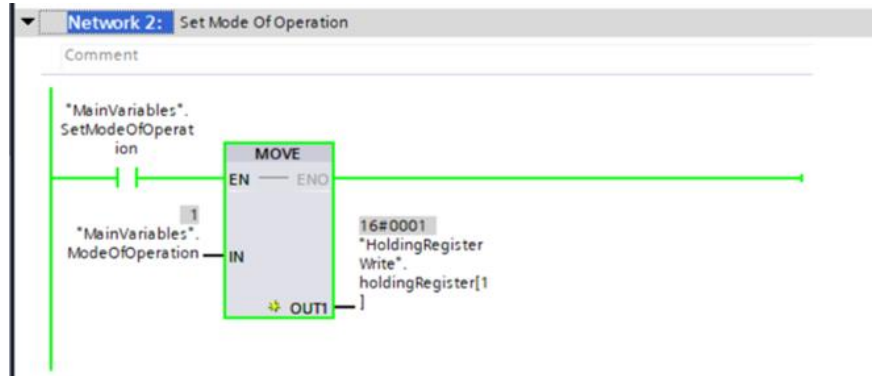 Network 2: Set Mode Of Operation
Comment
"MainVariables".
SetModeOfOperat
ion
MOVE
EN ENO
1
"MainVariables".
ModeOfOperation
IN
16#0001
"HoldingRegister
Write".
holdingRegister[1
]
OUT1